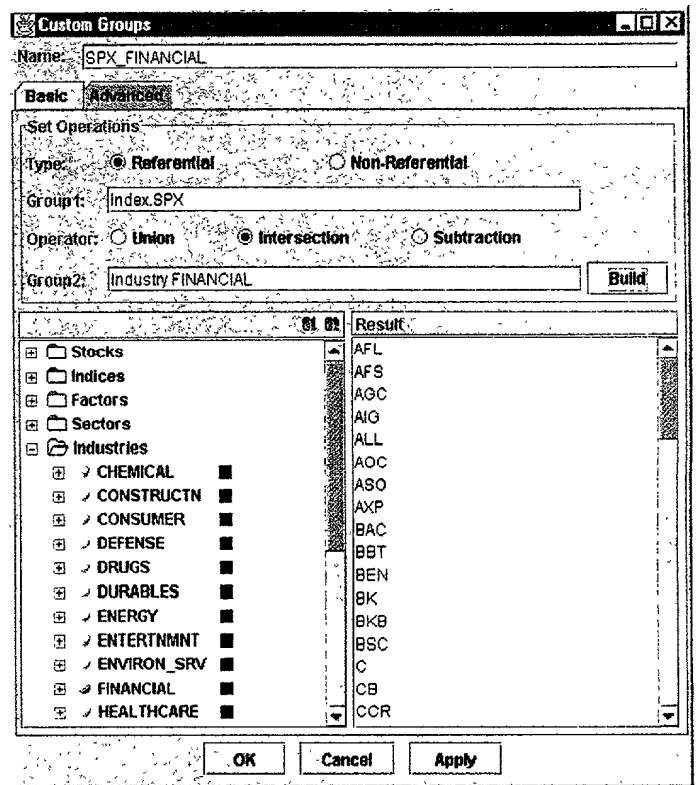 Custom Groups
Name: SPX_FINANCIAL
Basic Advanced
Set Operations
Type: Referential Non-Referential
Group1: Index.SPX
Operator: Union Intersection Subtraction
Group2: Industry FINANCIAL Build
Result
Stocks
Indices
Factors
Sectors
Industries
CHEMICAL
CONSTRUCTN
CONSUMER
DEFENSE
DRUGS
DURABLES
ENERGY
ENTERTNMNT
ENVIRON_SRV
FINANCIAL
HEALTHCARE
AFL
AFS
AGC
AIG
ALL
AOC
ASO
AXP
BAC
BBT
BEN
BK
BKB
BSC
C
CB
CCR
OK Cancel Apply